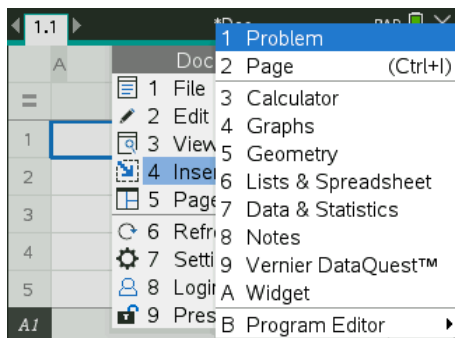 1.1
RAD
A
1
2
3
4
5
A1
Doc
1 File
2 Edit
3 View
4 Inser
5 Page
6 Refr
7 Setti
8 Login
9 Pres
1 Problem
2 Page (Ctrl+I)
3 Calculator
4 Graphs
5 Geometry
6 Lists & Spreadsheet
7 Data & Statistics
8 Notes
9 Vernier DataQuest™
A Widget
B Program Editor